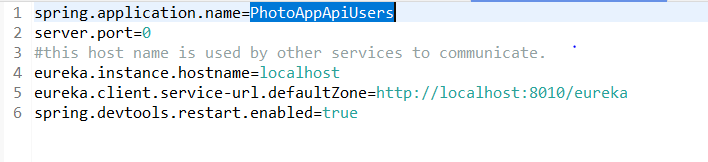 1 spring.application.name=PhotoAppApiUsers
2 server.port=0
3 #this host name is used by other services to communicate.
4 eureka.instance.hostname=localhost
5 eureka.client.service-url.defaultZone=http://localhost:8010/eureka
6 spring.devtools.restart.enabled=true